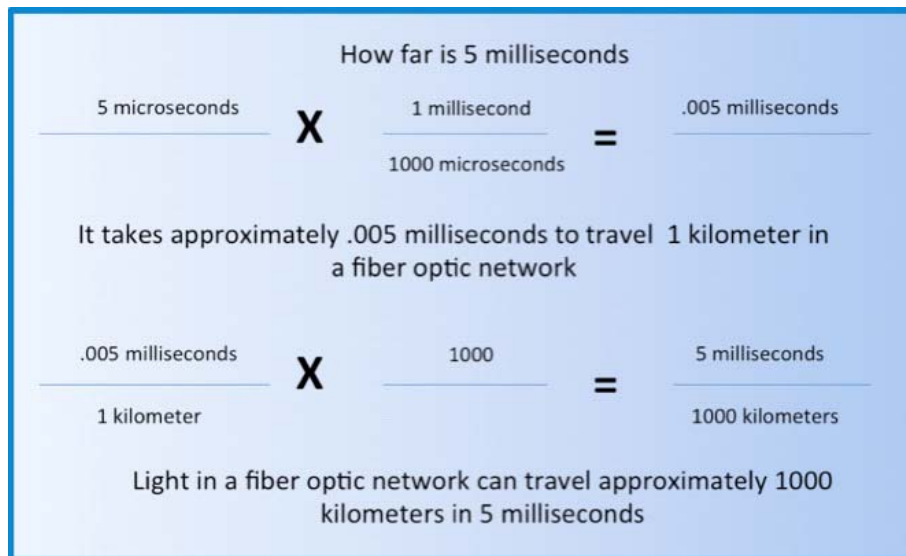 How far is 5 milliseconds
5 microseconds X 1 millisecond = .005 milliseconds
1000 microseconds
It takes approximately .005 milliseconds to travel 1 kilometer in
a fiber optic network
.005 milliseconds X 1000 = 5 milliseconds
1 kilometer 1000 kilometers
Light in a fiber optic network can travel approximately 1000
kilometers in 5 milliseconds